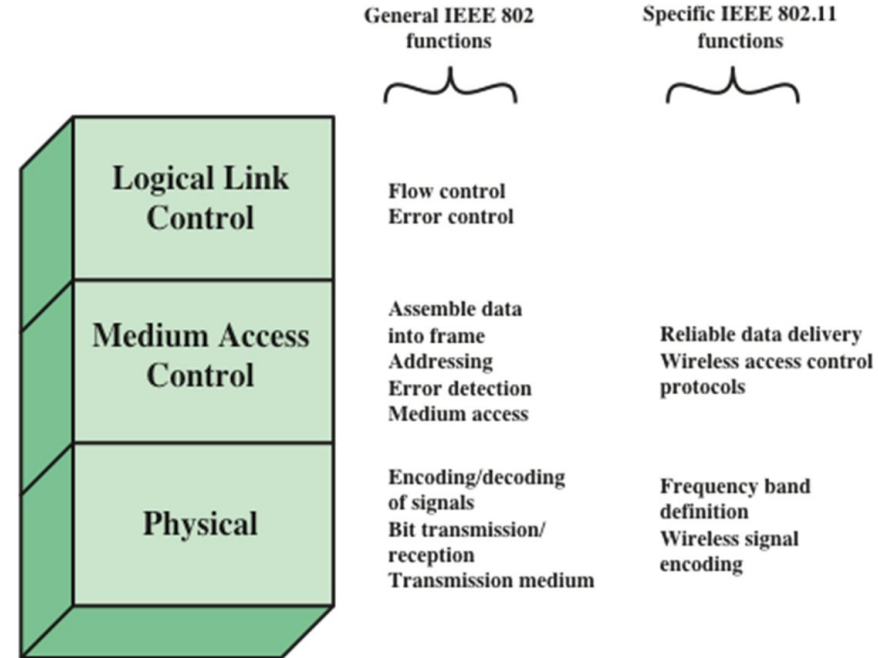 General IEEE 802
functions
Specific IEEE 802.11
functions
Logical Link
Control
Flow control
Error control
Medium Access
Control
Assemble data
into frame
Addressing
Error detection
Medium access
Reliable data delivery
Wireless access control
protocols
Physical
Encoding/decoding
of signals
Bit transmission/
reception
Transmission medium
Frequency band
definition
Wireless signal
encoding